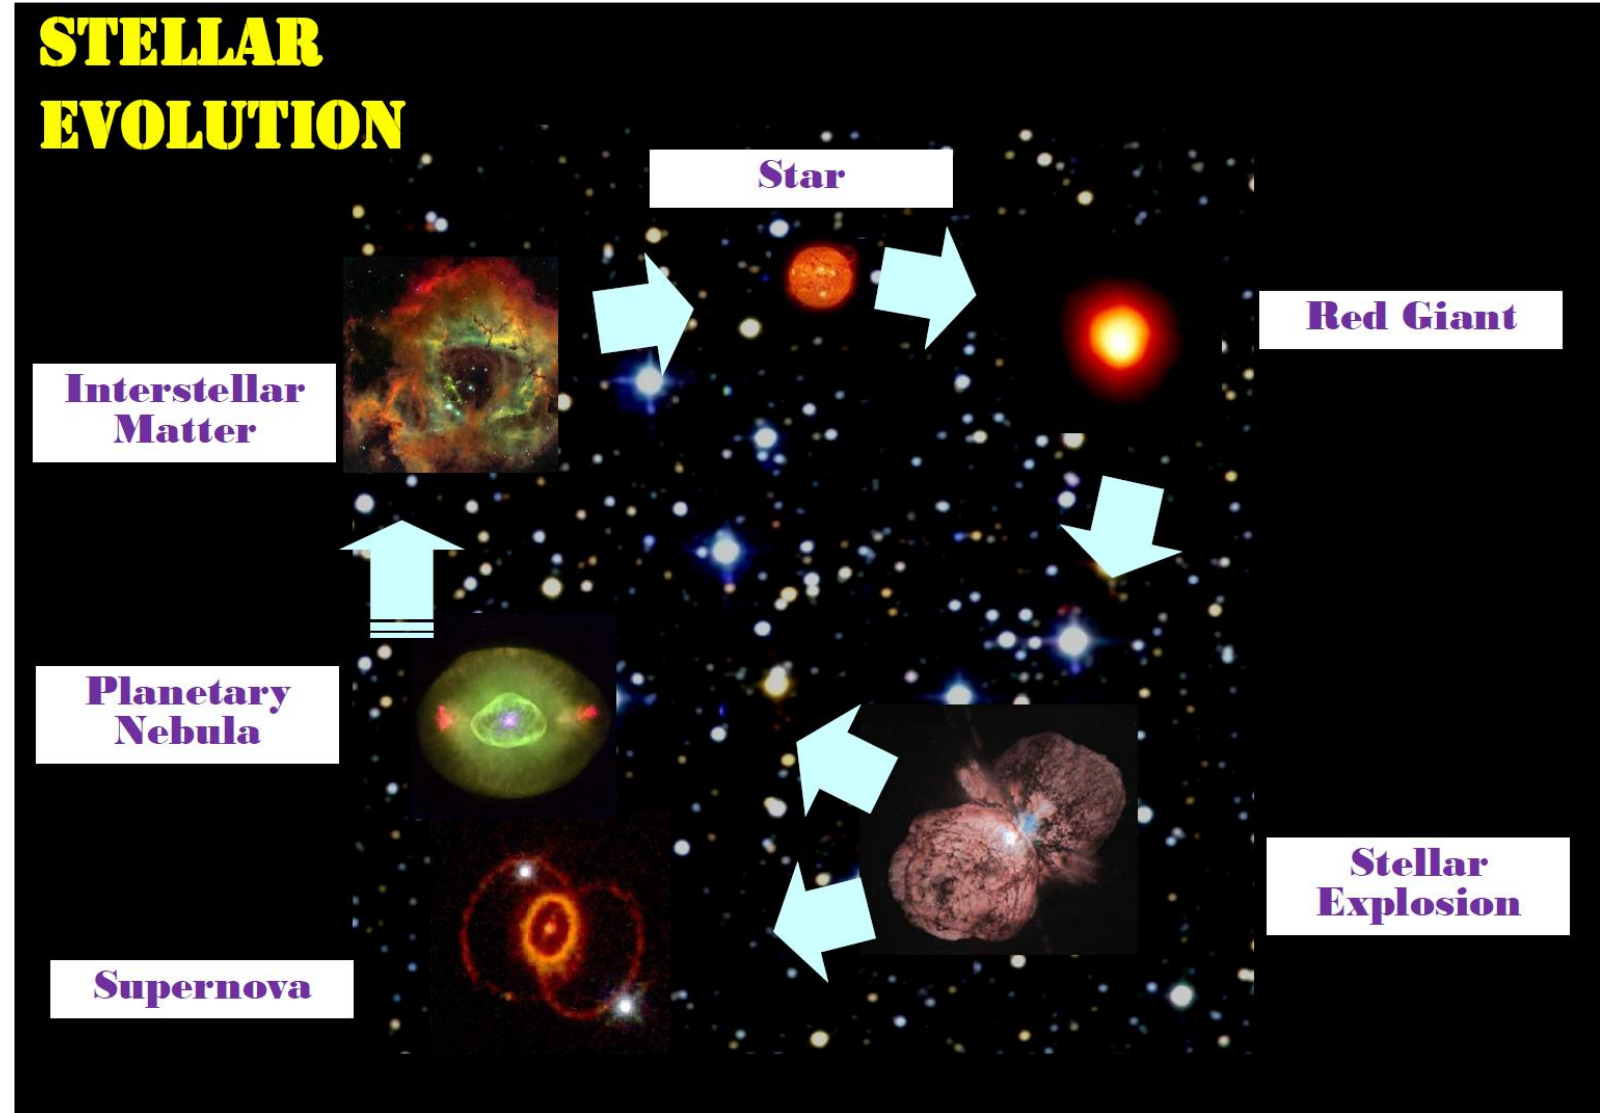 STELLAR
EVOLUTION
Star
Red Giant
Interstellar
Matter
Planetary
Nebula
Stellar
Explosion
Supernova